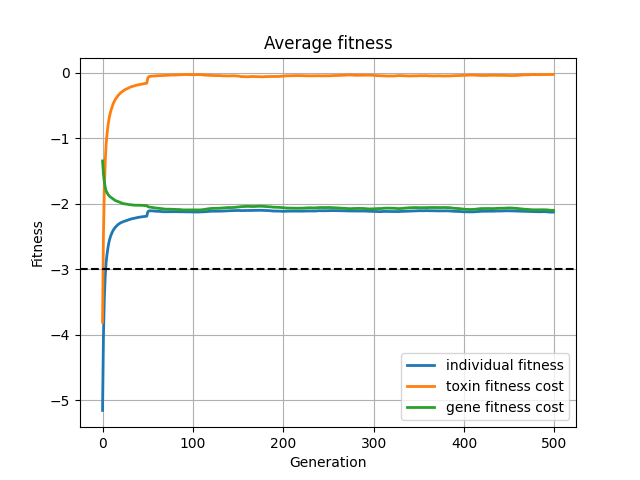 Average fitness
Fitness
0
−1
−2
−3
−4
−5
individual fitness
toxin fitness cost
gene fitness cost
0 100 200 300 400 500
Generation